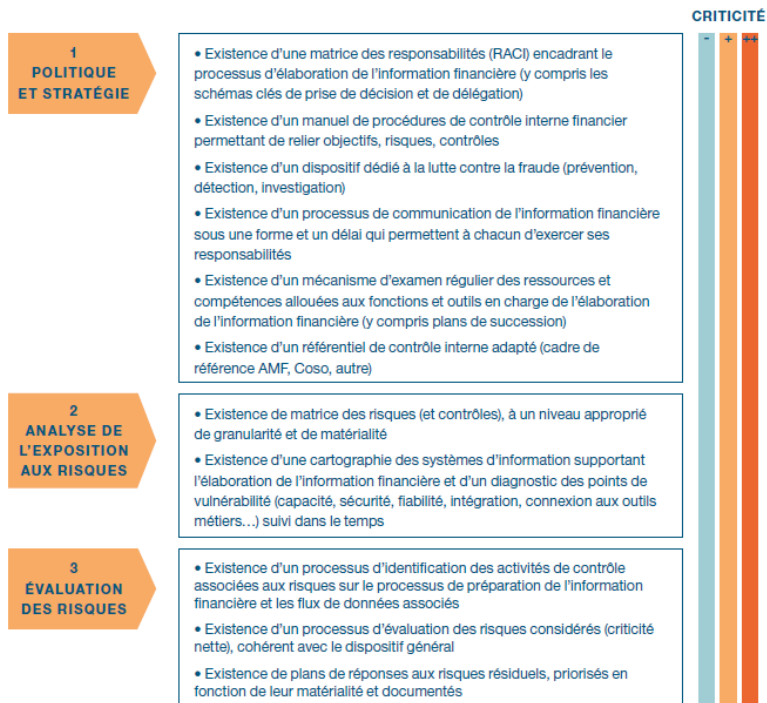 CRITICITÉ
- + ++
1
POLITIQUE
ET STRATÉGIE
• Existence d'une matrice des responsabilités (RACI) encadrant le
processus d'élaboration de l'information financière (y compris les
schémas clés de prise de décision et de délégation)
• Existence d'un manuel de procédures de contrôle interne financier
permettant de relier objectifs, risques, contrôles
• Existence d'un dispositif dédié à la lutte contre la fraude (prévention,
détection, investigation)
• Existence d'un processus de communication de l'information financière
sous une forme et un délai qui permettent à chacun d'exercer ses
responsabilités
• Existence d'un mécanisme d'examen régulier des ressources et
compétences allouées aux fonctions et outils en charge de l'élaboration
de l'information financière (y compris plans de succession)
• Existence d'un référentiel de contrôle interne adapté (cadre de
référence AMF, Coso, autre)
2
ANALYSE DE
L'EXPOSITION
AUX RISQUES
• Existence de matrice des risques (et contrôles), à un niveau approprié
de granularité et de matérialité
• Existence d'une cartographie des systèmes d'information supportant
l'élaboration de l'information financière et d'un diagnostic des points de
vulnérabilité (capacité, sécurité, fiabilité, intégration, connexion aux outils
métiers…) suivi dans le temps
3
ÉVALUATION
DES RISQUES
• Existence d'un processus d'identification des activités de contrôle
associées aux risques sur le processus de préparation de l'information
financière et les flux de données associés
• Existence d'un processus d'évaluation des risques considérés (criticité
nette), cohérent avec le dispositif général
• Existence de plans de réponses aux risques résiduels, priorisés en
fonction de leur matérialité et documentés